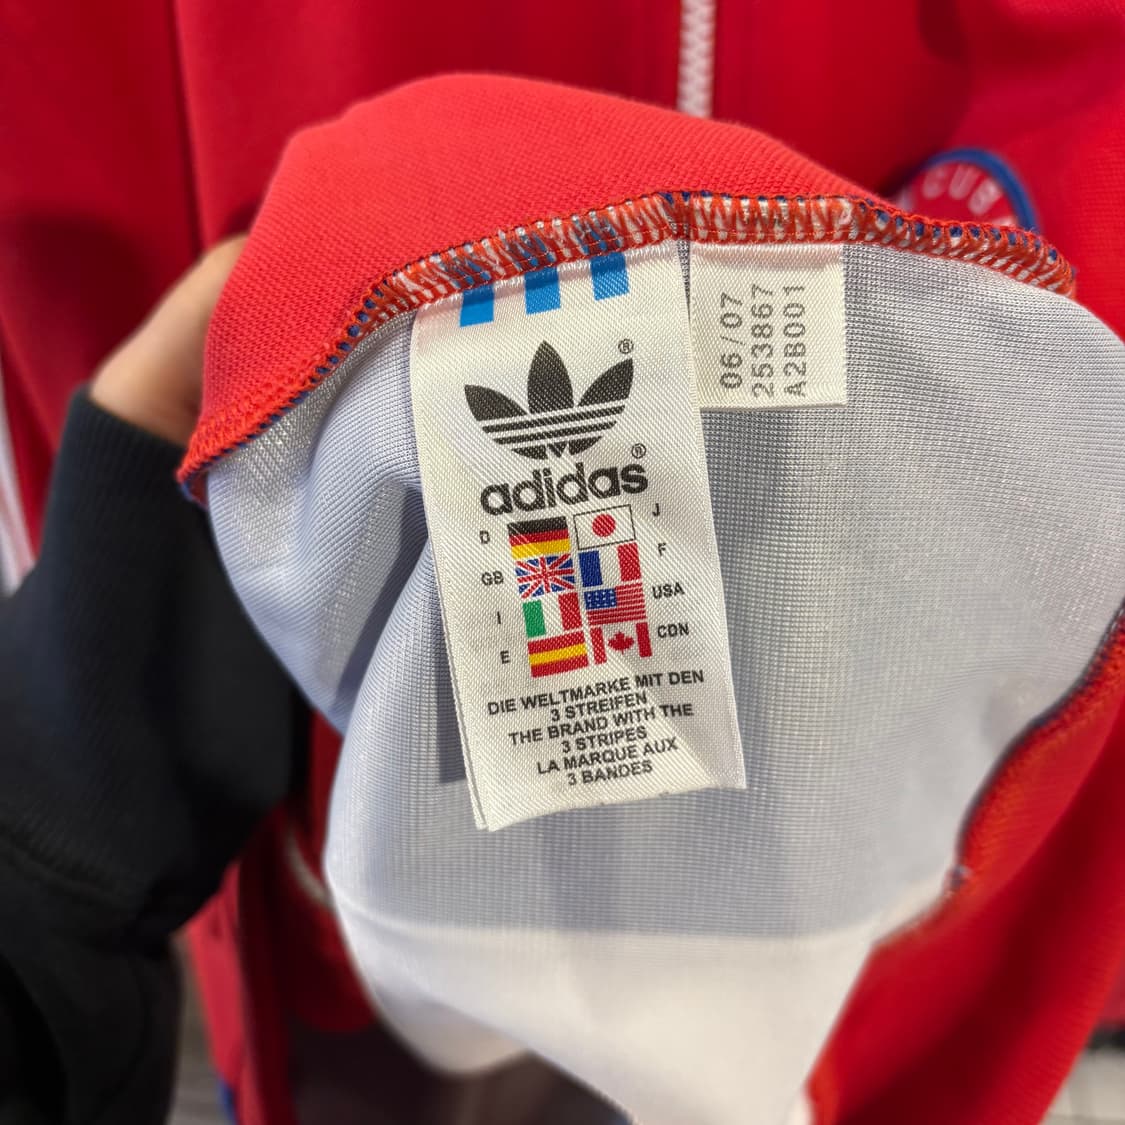 adidas
D
J
GB
F
I
USA
E
CDN
DIE WELTMARKE MIT DEN
3 STREIFEN
THE BRAND WITH THE
3 STRIPES
LA MARQUE AUX
3 BANDES
06/07
253867
A2B001
CUB